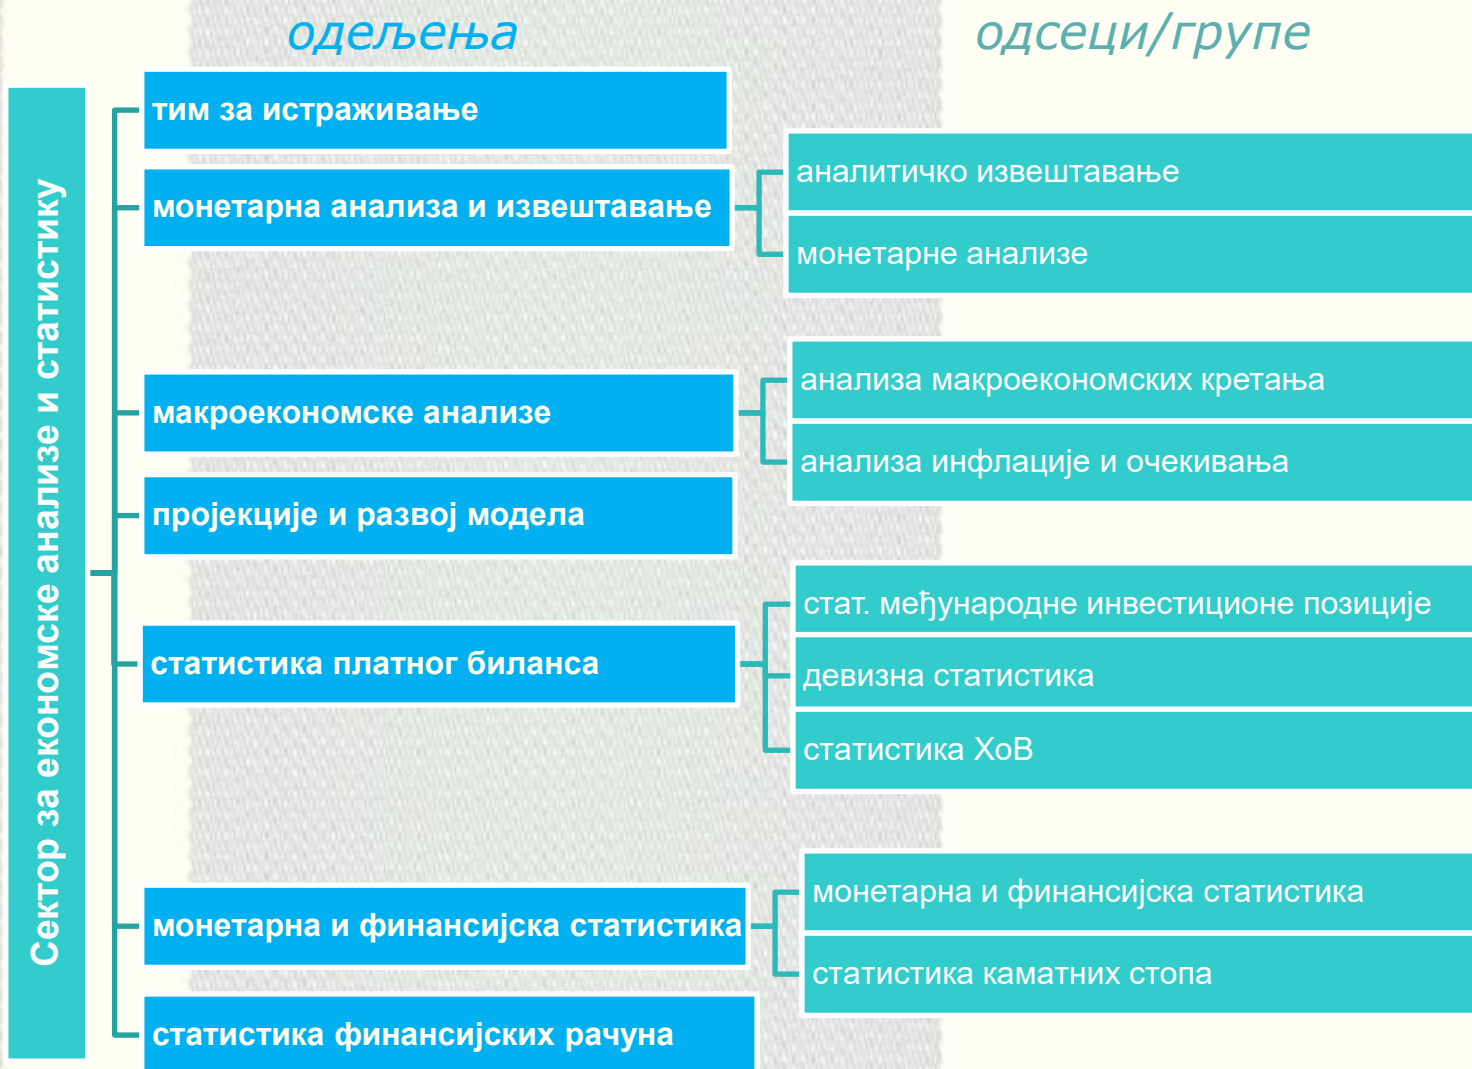 одељења
одсеци/групе
Сектор за економске анализе и статистику
тим за истраживање
монетарна анализа и извештавање
аналитичко извештавање
монетарне анализе
макроекономске анализе
анализа макроекономских кретања
анализа инфлације и очекивања
пројекције и развој модела
статистика платног биланса
стат. међународне инвестиционе позиције
девизна статистика
статистика ХоВ
монетарна и финансијска статистика
монетарна и финансијска статистика
статистика каматних стопа
статистика финансијских рачуна